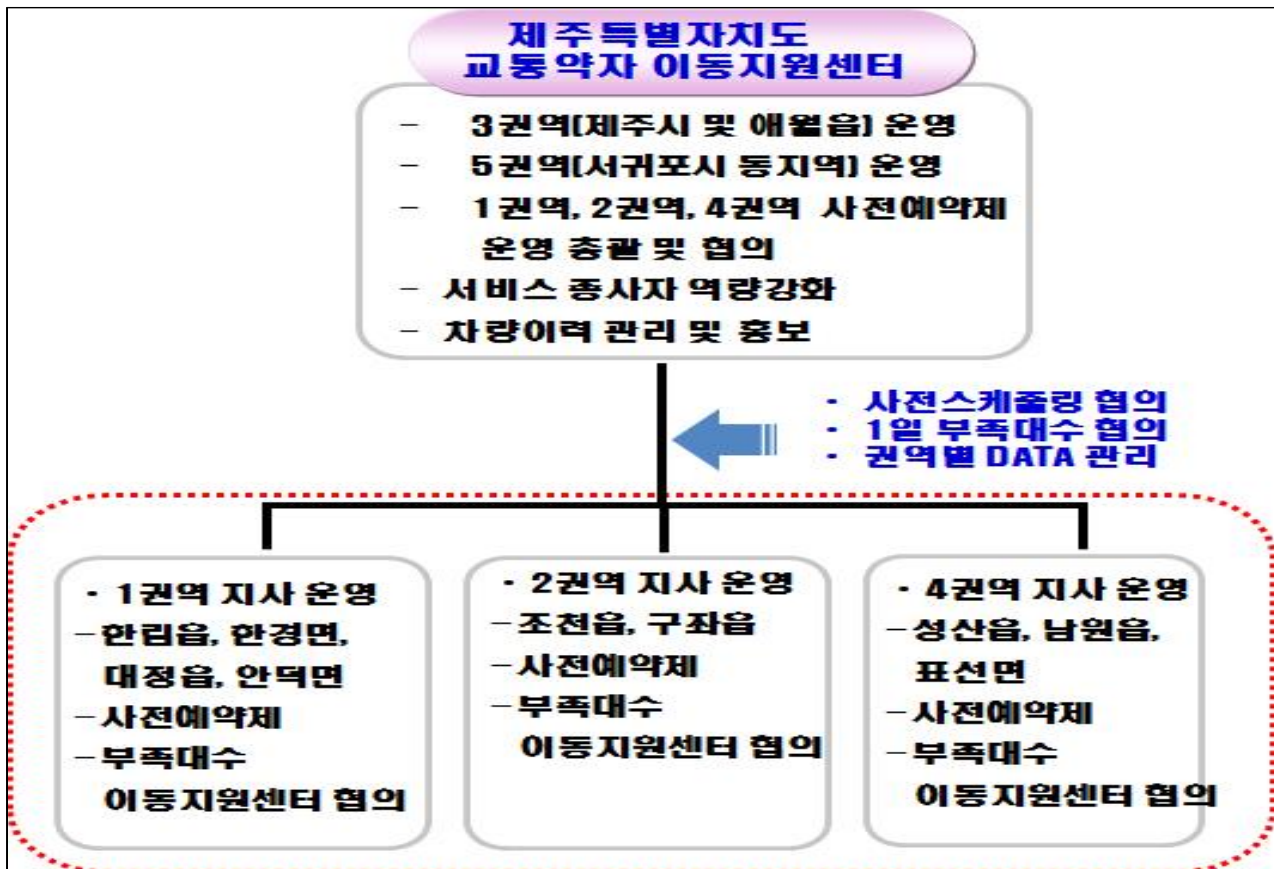 제주특별자치도
교통약자 이동지원센터
- 3권역(제주시 및 애월읍) 운영
- 5권역(서귀포시 동지역) 운영
- 1권역, 2권역, 4권역 사전예약제
운영 총괄 및 협의
- 서비스 종사자 역량강화
- 차량이력 관리 및 홍보
· 사전스케줄링 협의
· 1일 부족대수 협의
· 권역별 DATA 관리
· 1권역 지사 운영
-한림읍, 한경면,
대정읍, 안덕면
-사전예약제
-부족대수
이동지원센터 협의
· 2권역 지사 운영
-조천읍, 구좌읍
-사전예약제
-부족대수
이동지원센터 협의
· 4권역 지사 운영
-성산읍, 남원읍,
표선면
-사전예약제
-부족대수
이동지원센터 협의